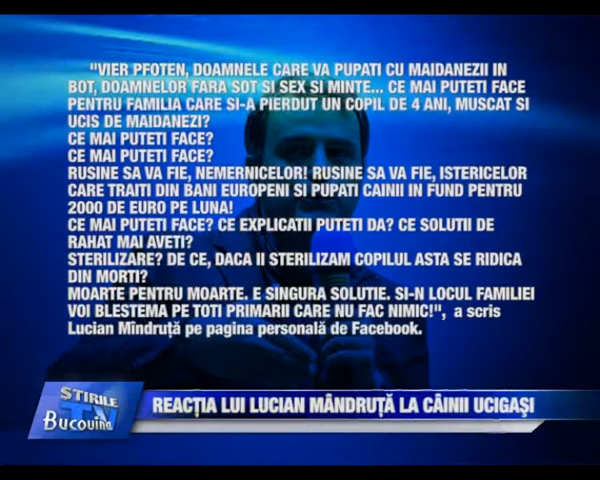 "VIER PFOTEN, DOAMNELE CARE VA PUPATI CU MAIDANEZII IN
BOT, DOAMNELOR FARA SOT SI SEX SI MINTE... CE MAI PUTETI FACE
PENTRU FAMILIA CARE SI-A PIERDUT UN COPIL DE 4 ANI, MUSCAT SI
UCIS DE MAIDANEZI?
CE MAI PUTETI FACE?
CE MAI PUTETI FACE?
RUSINE SA VA FIE, NEMERNICELOR! RUSINE SA VA FIE, ISTERICELOR
CARE TRAITI DIN BANI EUROPENI SI PUPATI CAINII IN FUND PENTRU
2000 DE EURO PE LUNA!
CE MAI PUTETI FACE? CE EXPLICATII PUTETI DA? CE SOLUTII DE
RAHAT MAI AVETI?
STERILIZARE? DE CE, DACA II STERILIZAM COPILUL ASTA SE RIDICA
DIN MORTI?
MOARTE PENTRU MOARTE. E SINGURA SOLUTIE. SI-N LOCUL FAMILIEI
VOI BLESTEMA PE TOTI PRIMARII CARE NU FAC NIMIC!", a scris
Lucian Mîndruţă pe pagina personală de Facebook.
ŞTIRILE
TV
Bucovina
REACŢIA LUI LUCIAN MÂNDRUŢĂ LA CÂINII UCIGAŞI